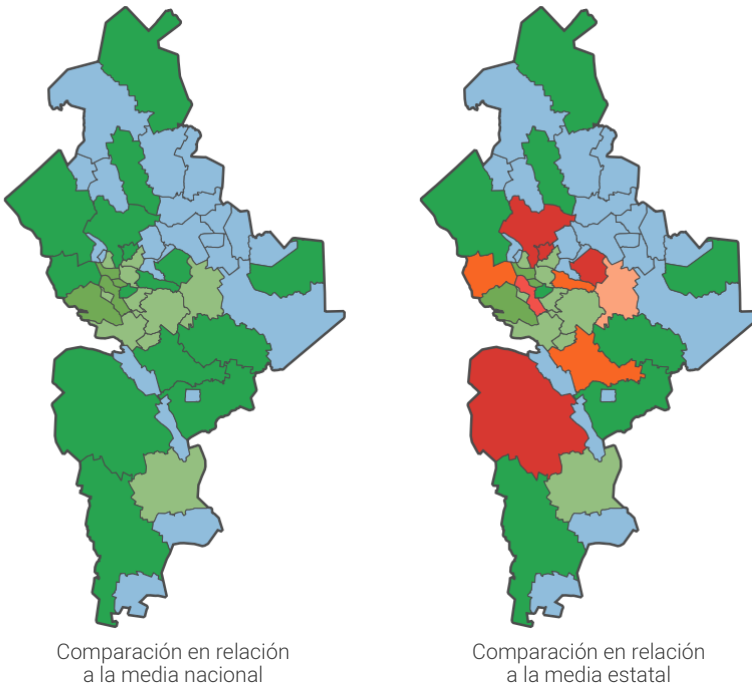 Comparación en relación
a la media nacional
Comparación en relación
a la media estatal